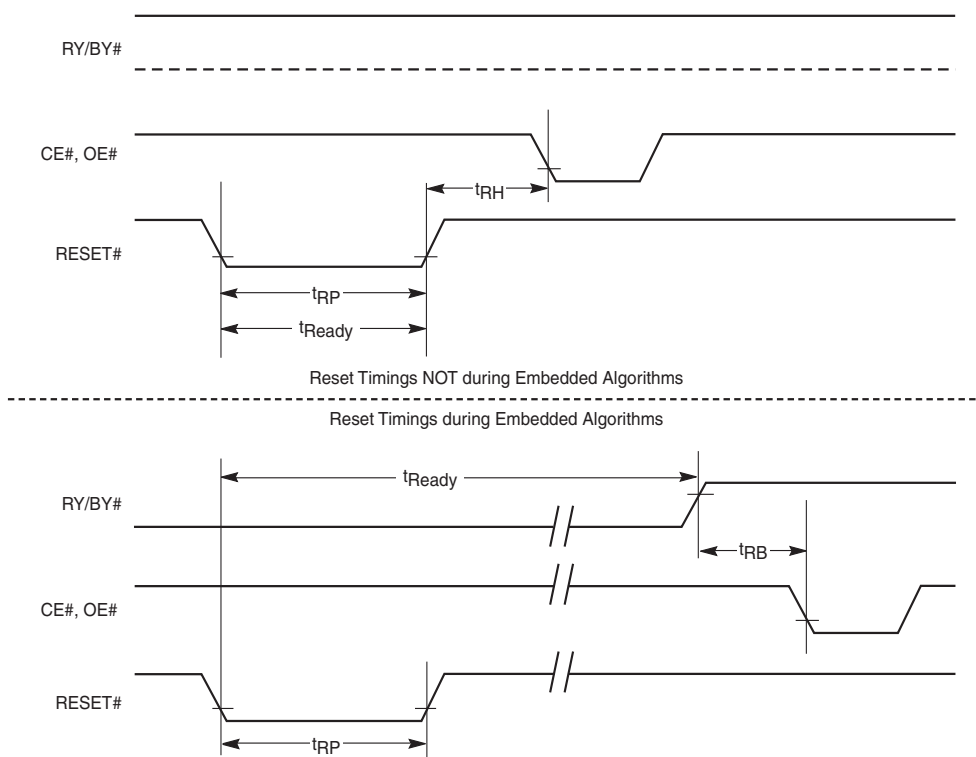 RY/BY#
CE#, OE#
tRH
RESET#
tRP
tReady
Reset Timings NOT during Embedded Algorithms
Reset Timings during Embedded Algorithms
tReady
RY/BY#
tRB
CE#, OE#
RESET#
tRP